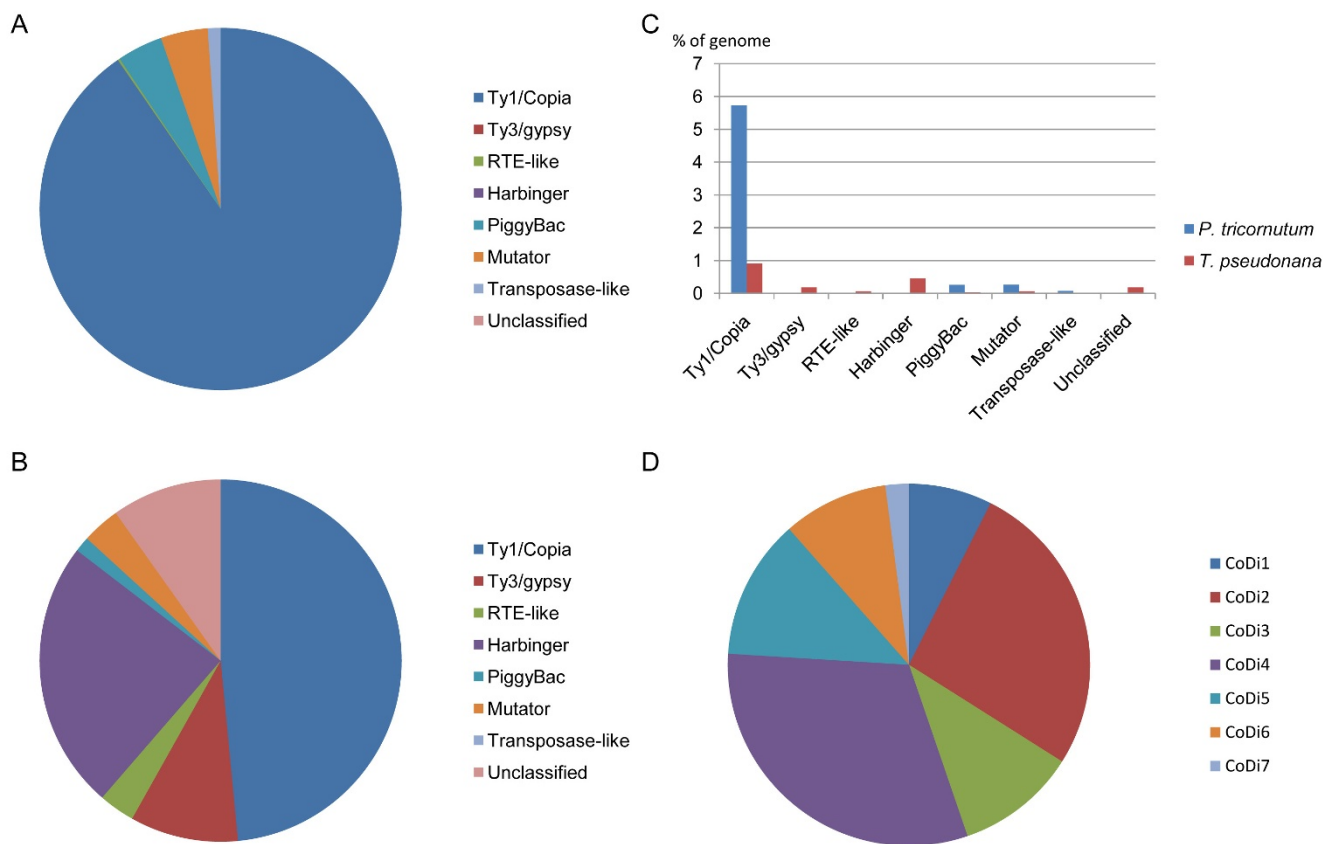 A
Ty1/Copia
Ty3/gypsy
RTE-like
Harbinger
PiggyBac
Mutator
Transposase-like
Unclassified
C
% of genome
7
6
5
4
3
2
1
0
Ty1/Copia
Ty3/gypsy
RTE-like
Harbinger
PiggyBac
Mutator
Transposase-like
Unclassified
P. tricornutum
T. pseudonana
B
Ty1/Copia
Ty3/gypsy
RTE-like
Harbinger
PiggyBac
Mutator
Transposase-like
Unclassified
D
CoDi1
CoDi2
CoDi3
CoDi4
CoDi5
CoDi6
CoDi7